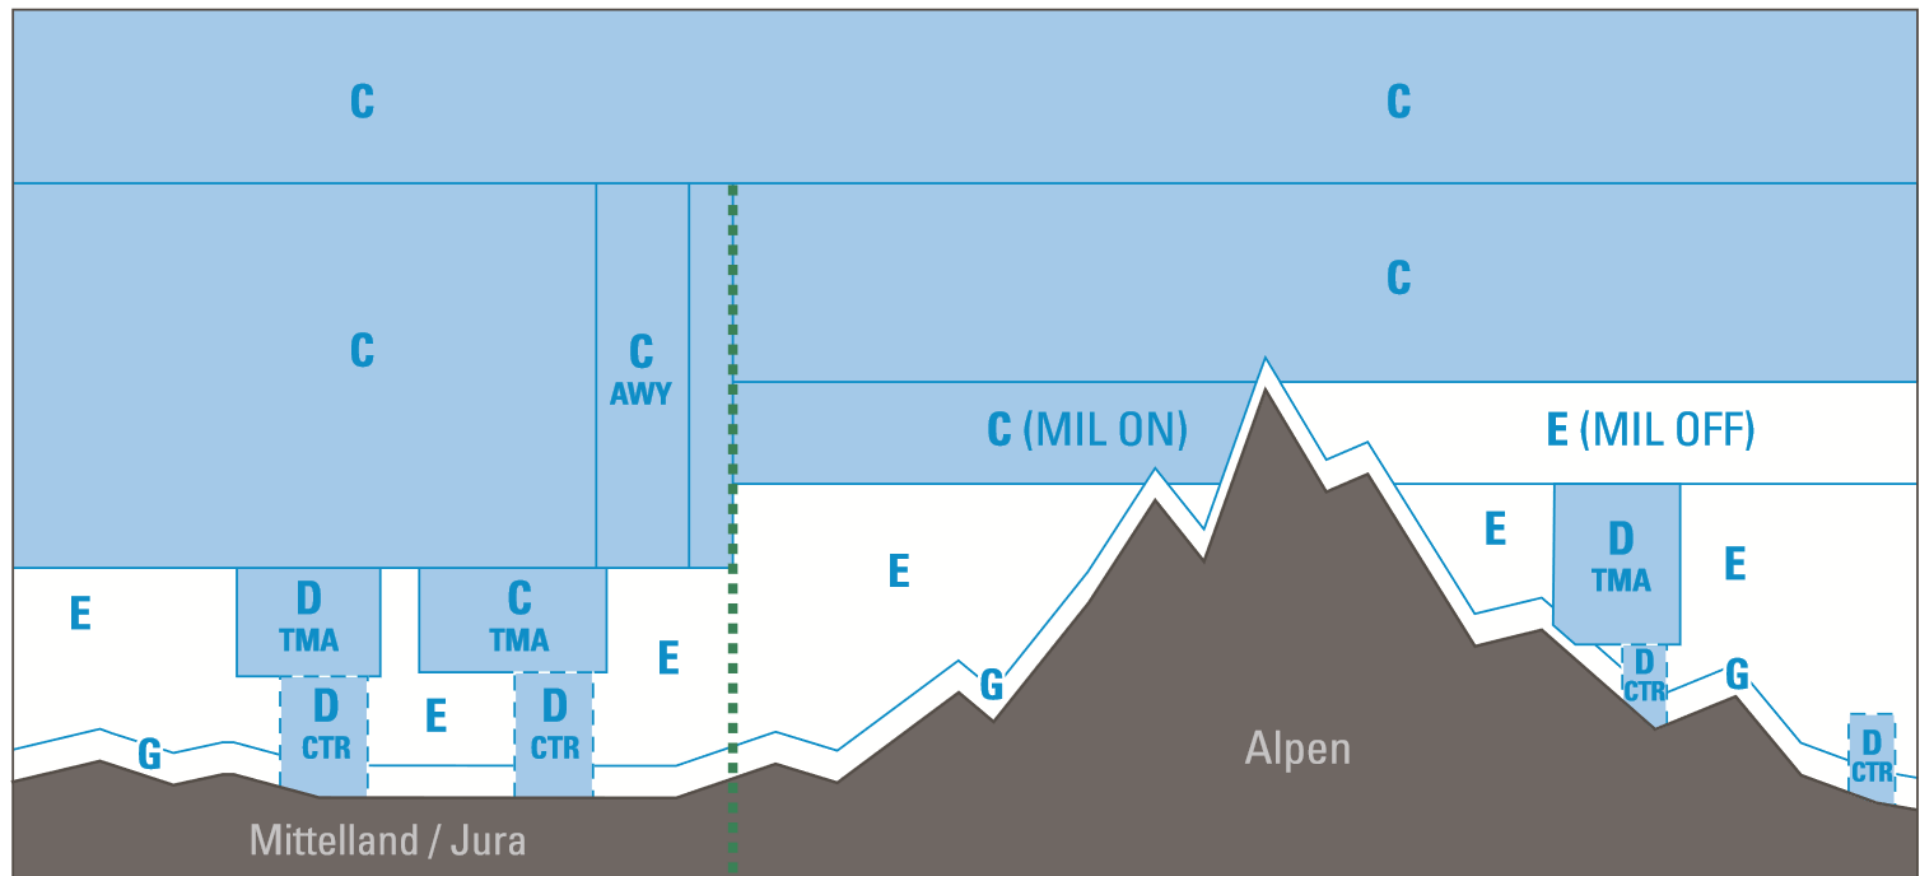 C
C
C
C
C
AWY
C (MIL ON)
E (MIL OFF)
E
D
TMA
C
TMA
E
E
E
D
TMA
E
D
CTR
E
D
CTR
G
G
D
CTR
G
D
CTR
Alpen
Mittelland / Jura